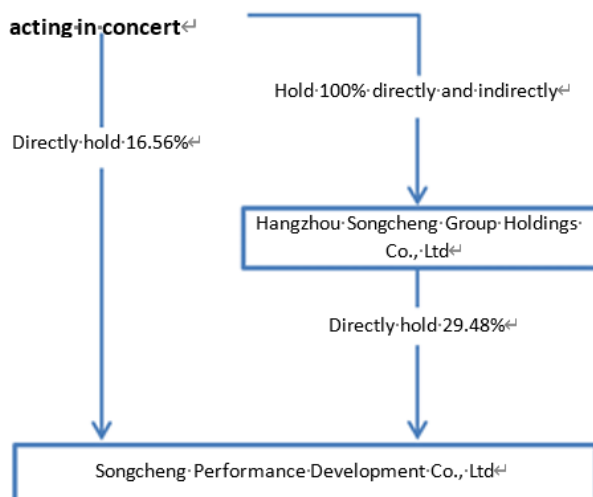 acting in concert
Hold 100% directly and indirectly
Directly hold 16.56%
Hangzhou Songcheng Group Holdings
Co., Ltd
Directly hold 29.48%
Songcheng Performance Development Co., Ltd